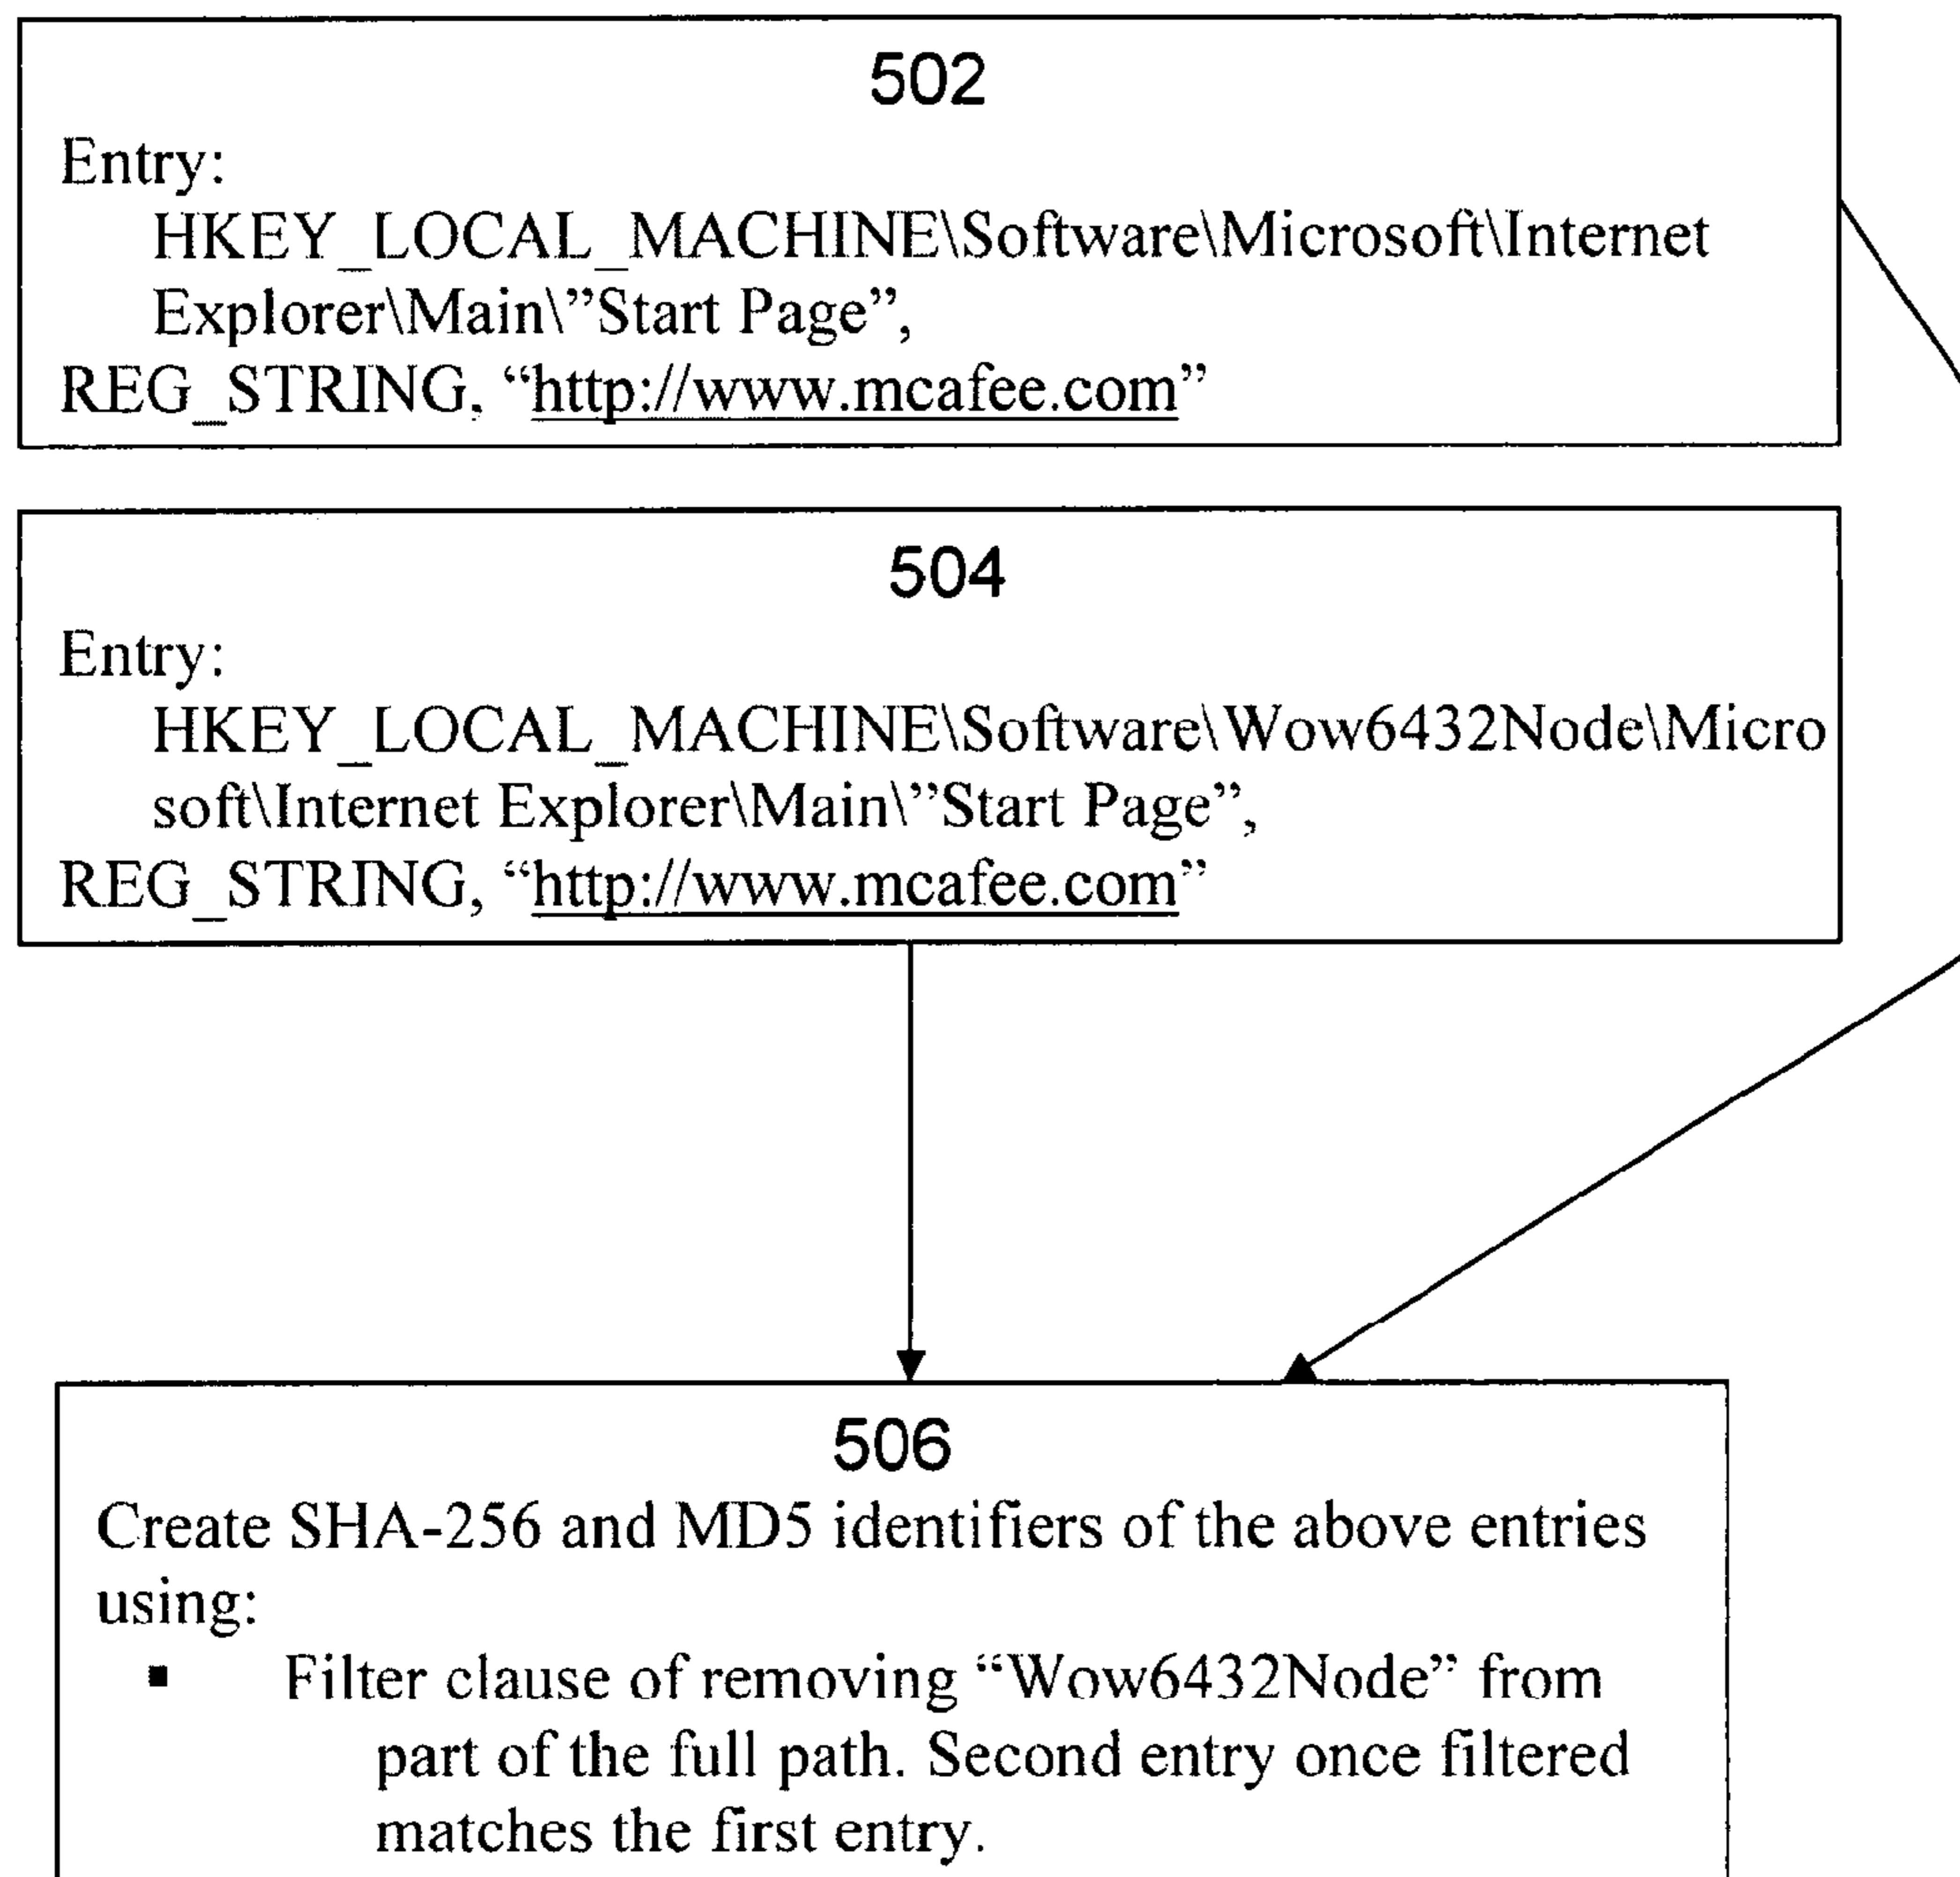 502
Entry:
HKEY_LOCAL_MACHINE\Software\Microsoft\Internet
Explorer\Main\”Start Page”,
REG_STRING, “http://www.mcafee.com”
504
Entry:
HKEY_LOCAL_MACHINE\Software\Wow6432Node\Micro
soft\Internet Explorer\Main\”Start Page”,
REG_STRING, “http://www.mcafee.com”
506
Create SHA-256 and MD5 identifiers of the above entries
using:
▪ Filter clause of removing “Wow6432Node” from
part of the full path. Second entry once filtered
matches the first entry.